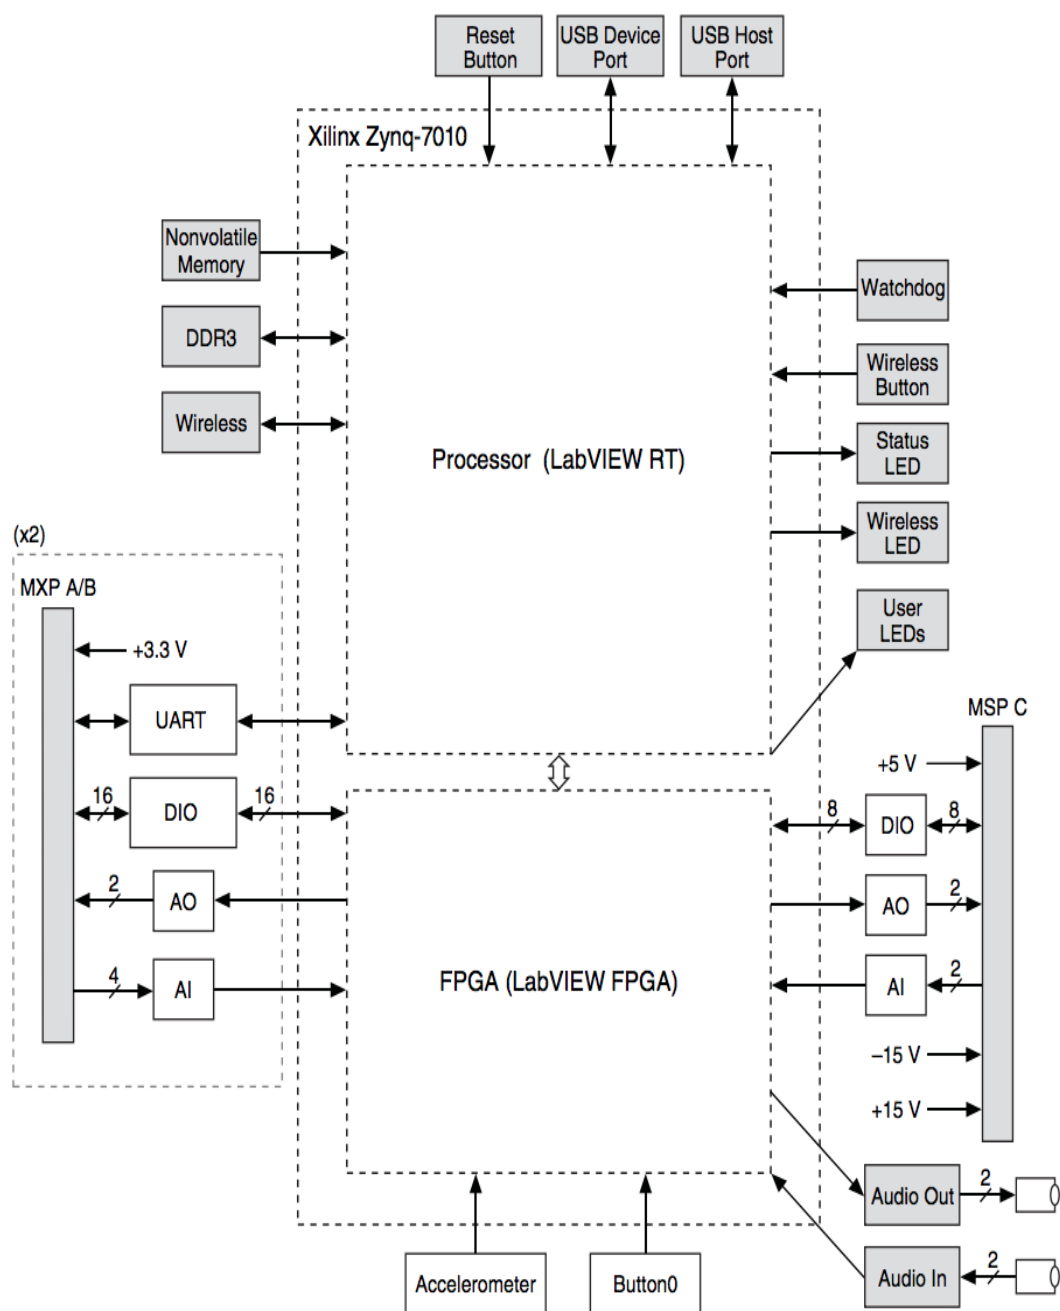 Reset
Button
USB Device
Port
USB Host
Port
Xilinx Zynq-7010
Nonvolatile
Memory
DDR3
Wireless
Processor (LabVIEW RT)
Watchdog
Wireless
Button
Status
LED
Wireless
LED
User
LEDs
(x2)
MXP A/B
+3.3 V
UART
16
DIO
16
2
AO
4
AI
FPGA (LabVIEW FPGA)
MSP C
+5 V
8
DIO
8
AO
2
AI
2
–15 V
+15 V
Audio Out
2
Audio In
2
Accelerometer
Button0